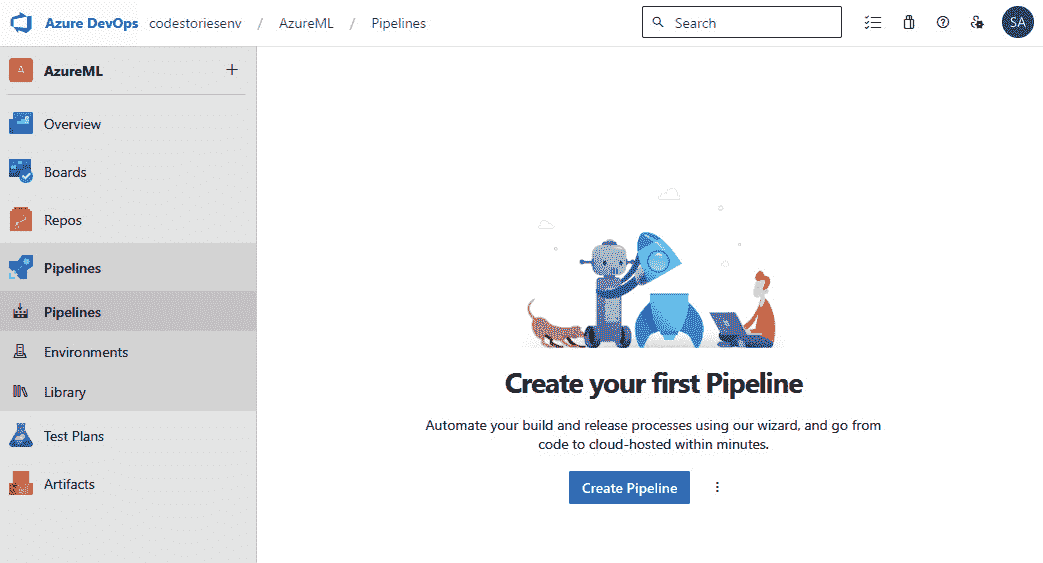 Azure DevOps codestoriesenv / AzureML / Pipelines Search SA
A AzureML +
Overview
Boards
Repos
Pipelines
Pipelines
Environments
Library
Test Plans
Artifacts
Create your first Pipeline
Automate your build and release processes using our wizard, and go from
code to cloud-hosted within minutes.
Create Pipeline